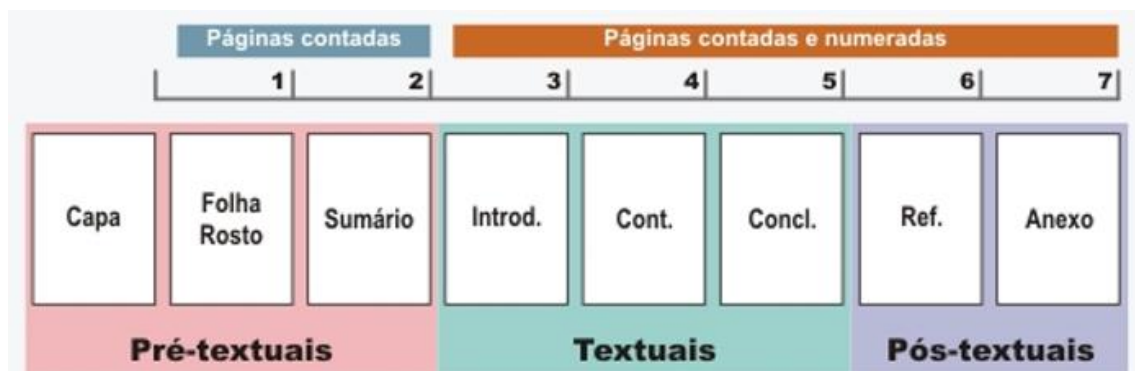 Páginas contadas
Páginas contadas e numeradas
1 2 3 4 5 6 7
Capa
Folha
Rosto
Sumário
Introd.
Cont.
Concl.
Ref.
Anexo
Pré-textuais
Textuais
Pós-textuais